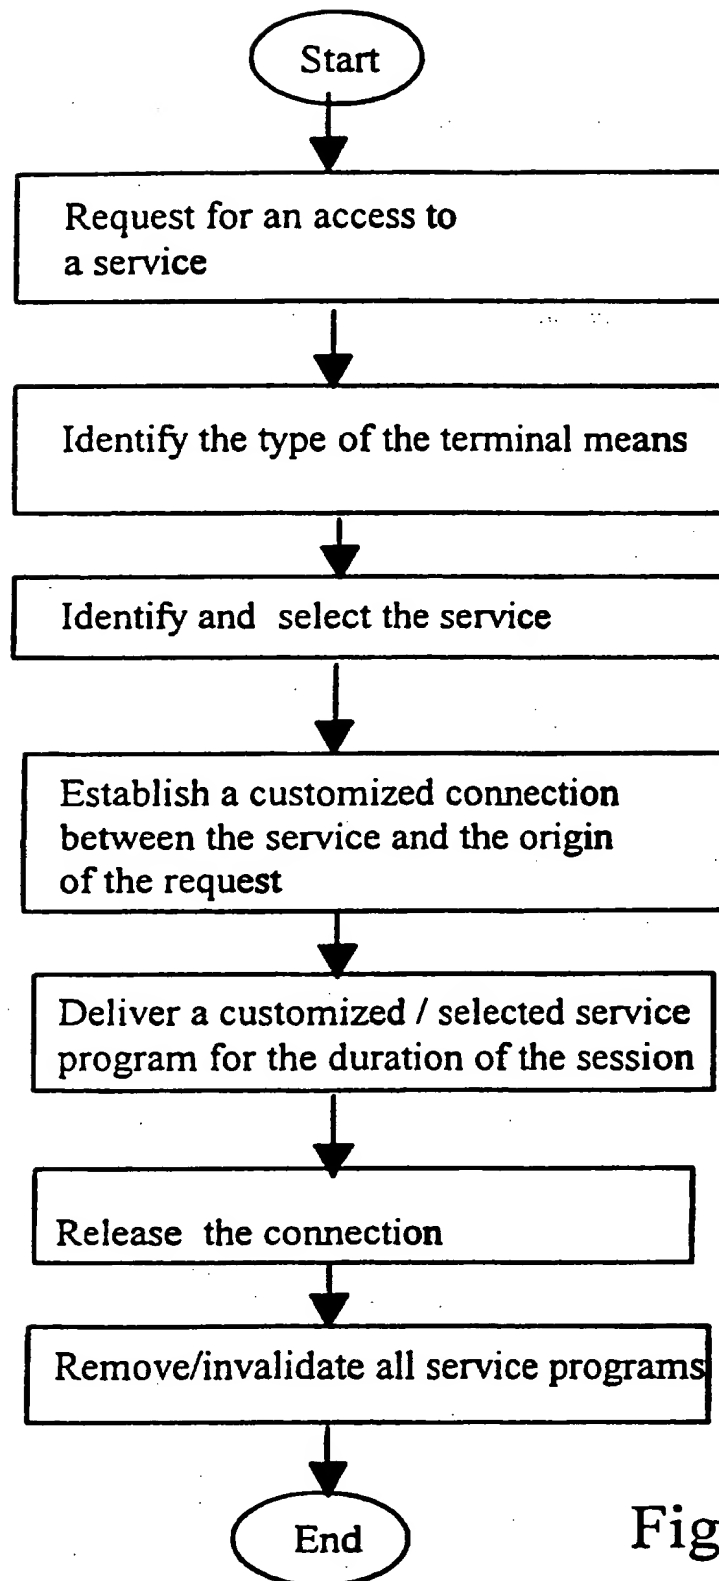 Start
Request for an access to
a service
Identify the type of the terminal means
Identify and select the service
Establish a customized connection
between the service and the origin
of the request
Deliver a customized / selected service
program for the duration of the session
Release the connection
Remove/invalidate all service programs
End
Fig